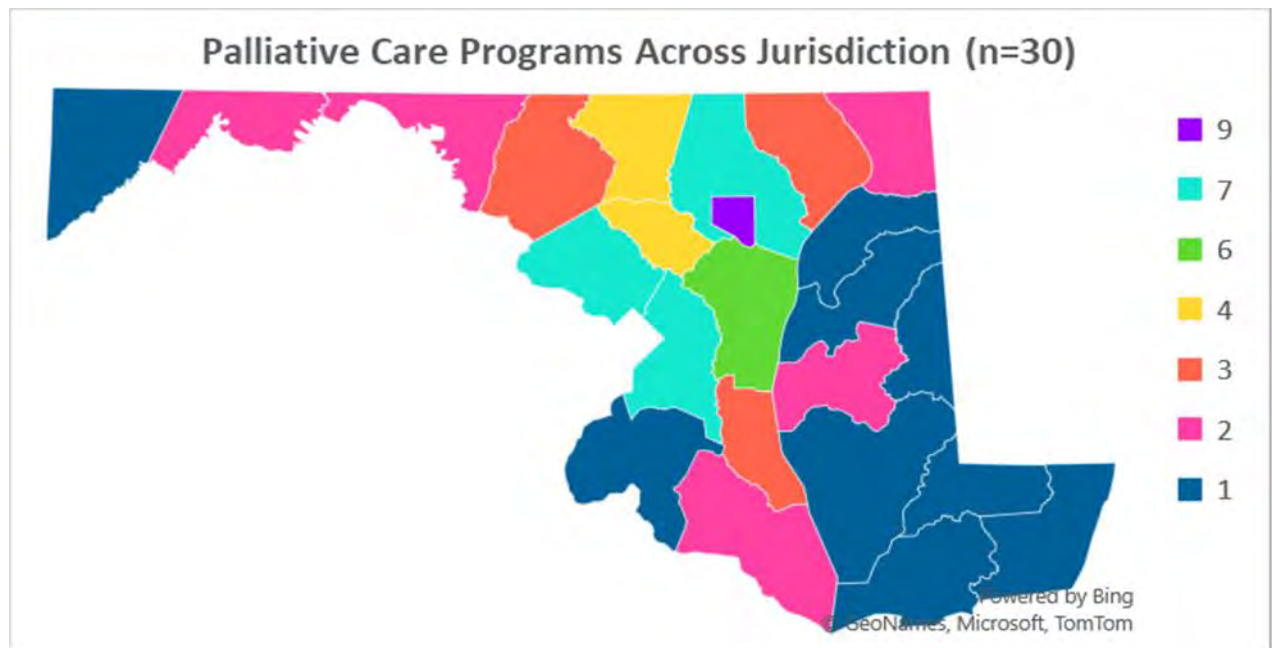 Palliative Care Programs Across Jurisdiction (n=30)
9
7
6
4
3
2
1
Powered by Bing
© GeoNames, Microsoft, TomTom